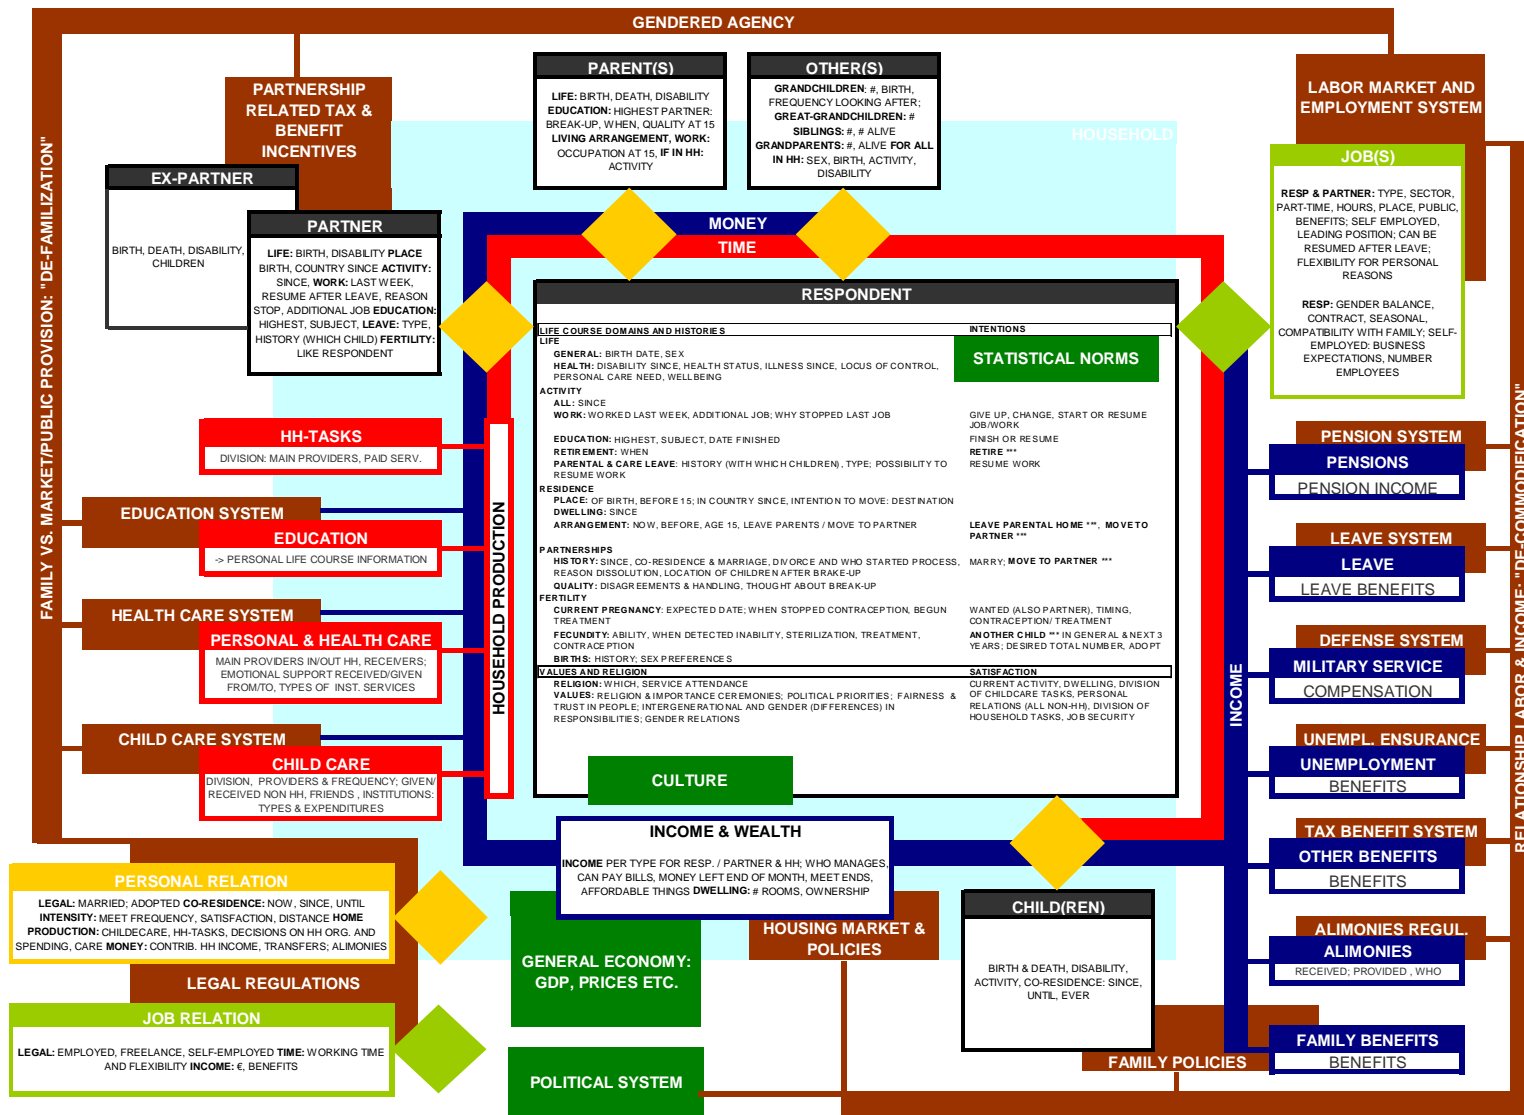 GENDERED AGENCY
FAMILY VS. MARKET/PUBLIC PROVISION: "DE-FAMILIZATION"
PARTNERSHIP
RELATED TAX &
BENEFIT
INCENTIVES
PARENT(S)
LIFE: BIRTH, DEATH, DISABILITY
EDUCATION: HIGHEST PARTNER:
BREAK-UP, WHEN, QUALITY AT 15
LIVING ARRANGEMENT, WORK:
OCCUPATION AT 15, IF IN HH:
ACTIVITY
OTHER(S)
GRANDCHILDREN: #, BIRTH,
FREQUENCY LOOKING AFTER;
GREAT-GRANDCHILDREN: #
SIBLINGS: #, # ALIVE
GRANDPARENTS: #, ALIVE FOR ALL
IN HH: SEX, BIRTH, ACTIVITY,
DISABILITY
HOUSEHOLD
LABOR MARKET AND
EMPLOYMENT SYSTEM
JOB(S)
RESP & PARTNER: TYPE, SECTOR,
PART-TIME, HOURS, PLACE, PUBLIC,
BENEFITS; SELF EMPLOYED,
LEADING POSITION; CAN BE
RESUMED AFTER LEAVE;
FLEXIBILITY FOR PERSONAL
REASONS
RESP: GENDER BALANCE,
CONTRACT, SEASONAL,
COMPATIBILITY WITH FAMILY; SELF-
EMPLOYED: BUSINESS
EXPECTATIONS, NUMBER
EMPLOYEES
EX-PARTNER
BIRTH, DEATH, DISABILITY,
CHILDREN
PARTNER
LIFE: BIRTH, DISABILITY PLACE
BIRTH, COUNTRY SINCE ACTIVITY:
SINCE, WORK: LAST WEEK,
RESUME AFTER LEAVE, REASON
STOP, ADDITIONAL JOB EDUCATION:
HIGHEST, SUBJECT, LEAVE: TYPE,
HISTORY (WHICH CHILD) FERTILITY:
LIKE RESPONDENT
MONEY
TIME
RESPONDENT
LIFE COURSE DOMAINS AND HISTORIES INTENTIONS
LIFE
GENERAL: BIRTH DATE, SEX
HEALTH: DISABILITY SINCE, HEALTH STATUS, ILLNESS SINCE, LOCUS OF CONTROL,
PERSONAL CARE NEED, WELLBEING
STATISTICAL NORMS
ACTIVITY
ALL: SINCE
WORK: WORKED LAST WEEK, ADDITIONAL JOB; WHY STOPPED LAST JOB GIVE UP, CHANGE, START OR RESUME
JOB/WORK
EDUCATION: HIGHEST, SUBJECT, DATE FINISHED FINISH OR RESUME
RETIREMENT: WHEN RETIRE ***
PARENTAL & CARE LEAVE: HISTORY (WITH WHICH CHILDREN), TYPE; POSSIBILITY TO RESUME WORK
RESUME WORK
RESIDENCE
PLACE: OF BIRTH, BEFORE 15; IN COUNTRY SINCE, INTENTION TO MOVE: DESTINATION
DWELLING: SINCE
ARRANGEMENT: NOW, BEFORE, AGE 15, LEAVE PARENTS / MOVE TO PARTNER LEAVE PARENTAL HOME ***, MOVE TO
PARTNER ***
PARTNERSHIPS
HISTORY: SINCE, CO-RESIDENCE & MARRIAGE, DIVORCE AND WHO STARTED PROCESS, MARRY; MOVE TO PARTNER ***
REASON DISSOLUTION, LOCATION OF CHILDREN AFTER BRAKE-UP
QUALITY: DISAGREEMENTS & HANDLING, THOUGHT ABOUT BREAK-UP
FERTILITY
CURRENT PREGNANCY: EXPECTED DATE; WHEN STOPPED CONTRACEPTION, BEGUN WANTED (ALSO PARTNER), TIMING,
TREATMENT CONTRACEPTION/ TREATMENT
FECUNDITY: ABILITY, WHEN DETECTED INABILITY, STERILIZATION, TREATMENT, ANOTHER CHILD *** IN GENERAL & NEXT 3
CONTRACEPTION YEARS; DESIRED TOTAL NUMBER, ADOPT
BIRTHS: HISTORY; SEX PREFERENCES
VALUES AND RELIGION SATISFACTION
RELIGION: WHICH, SERVICE ATTENDANCE CURRENT ACTIVITY, DWELLING, DIVISION
VALUES: RELIGION & IMPORTANCE CEREMONIES; POLITICAL PRIORITIES; FAIRNESS & OF CHILDCARE TASKS, PERSONAL
TRUST IN PEOPLE; INTERGENERATIONAL AND GENDER (DIFFERENCES) IN RELATIONS (ALL NON-HH), DIVISION OF
RESPONSIBILITIES; GENDER RELATIONS HOUSEHOLD TASKS, JOB SECURITY
CULTURE
HOUSEHOLD PRODUCTION
HH-TASKS
DIVISION: MAIN PROVIDERS, PAID SERV.
EDUCATION SYSTEM
EDUCATION
-> PERSONAL LIFE COURSE INFORMATION
HEALTH CARE SYSTEM
PERSONAL & HEALTH CARE
MAIN PROVIDERS IN/OUT HH, RECEIVERS;
EMOTIONAL SUPPORT RECEIVED/GIVEN
FROM/TO, TYPES OF INST. SERVICES
CHILD CARE SYSTEM
CHILD CARE
DIVISION, PROVIDERS & FREQUENCY; GIVEN/
RECEIVED NON HH, FRIENDS, INSTITUTIONS:
TYPES & EXPENDITURES
INCOME
PENSION SYSTEM
PENSIONS
PENSION INCOME
LEAVE SYSTEM
LEAVE
LEAVE BENEFITS
DEFENSE SYSTEM
MILITARY SERVICE
COMPENSATION
UNEMPL. ENSURANCE
UNEMPLOYMENT
BENEFITS
TAX BENEFIT SYSTEM
OTHER BENEFITS
BENEFITS
ALIMONIES REGUL.
ALIMONIES
RECEIVED; PROVIDED, WHO
FAMILY BENEFITS
BENEFITS
FAMILY POLICIES
RELATIONSHIP LABOR & INCOME: "DE-COMMODIFICATION"
INCOME & WEALTH
INCOME PER TYPE FOR RESP. / PARTNER & HH; WHO MANAGES,
CAN PAY BILLS, MONEY LEFT END OF MONTH, MEET ENDS,
AFFORDABLE THINGS DWELLING: # ROOMS, OWNERSHIP
PERSONAL RELATION
LEGAL: MARRIED; ADOPTED CO-RESIDENCE: NOW, SINCE, UNTIL
INTENSITY: MEET FREQUENCY, SATISFACTION, DISTANCE HOME
PRODUCTION: CHILDECARE, HH-TASKS, DECISIONS ON HH ORG. AND
SPENDING, CARE MONEY: CONTRIB. HH INCOME, TRANSFERS; ALIMONIES
LEGAL REGULATIONS
JOB RELATION
LEGAL: EMPLOYED, FREELANCE, SELF-EMPLOYED TIME: WORKING TIME
AND FLEXIBILITY INCOME: €, BENEFITS
GENERAL ECONOMY:
GDP, PRICES ETC.
POLITICAL SYSTEM
HOUSING MARKET &
POLICIES
CHILD(REN)
BIRTH & DEATH, DISABILITY,
ACTIVITY, CO-RESIDENCE: SINCE,
UNTIL, EVER